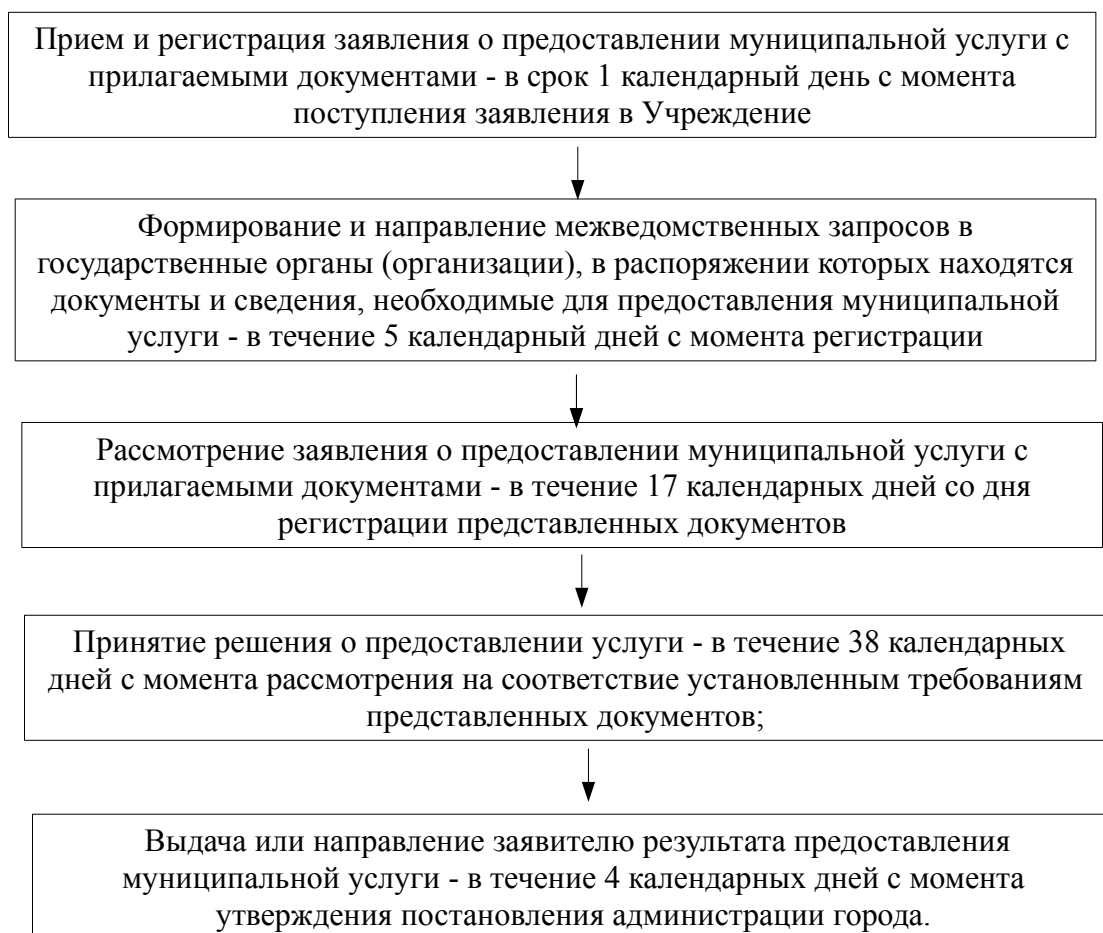 Прием и регистрация заявления о предоставлении муниципальной услуги с
прилагаемыми документами - в срок 1 календарный день с момента
поступления заявления в Учреждение
Формирование и направление межведомственных запросов в
государственные органы (организации), в распоряжении которых находятся
документы и сведения, необходимые для предоставления муниципальной
услуги - в течение 5 календарный дней с момента регистрации
Рассмотрение заявления о предоставлении муниципальной услуги с
прилагаемыми документами - в течение 17 календарных дней со дня
регистрации представленных документов
Принятие решения о предоставлении услуги - в течение 38 календарных
дней с момента рассмотрения на соответствие установленным требованиям
представленных документов;
Выдача или направление заявителю результата предоставления
муниципальной услуги - в течение 4 календарных дней с момента
утверждения постановления администрации города.